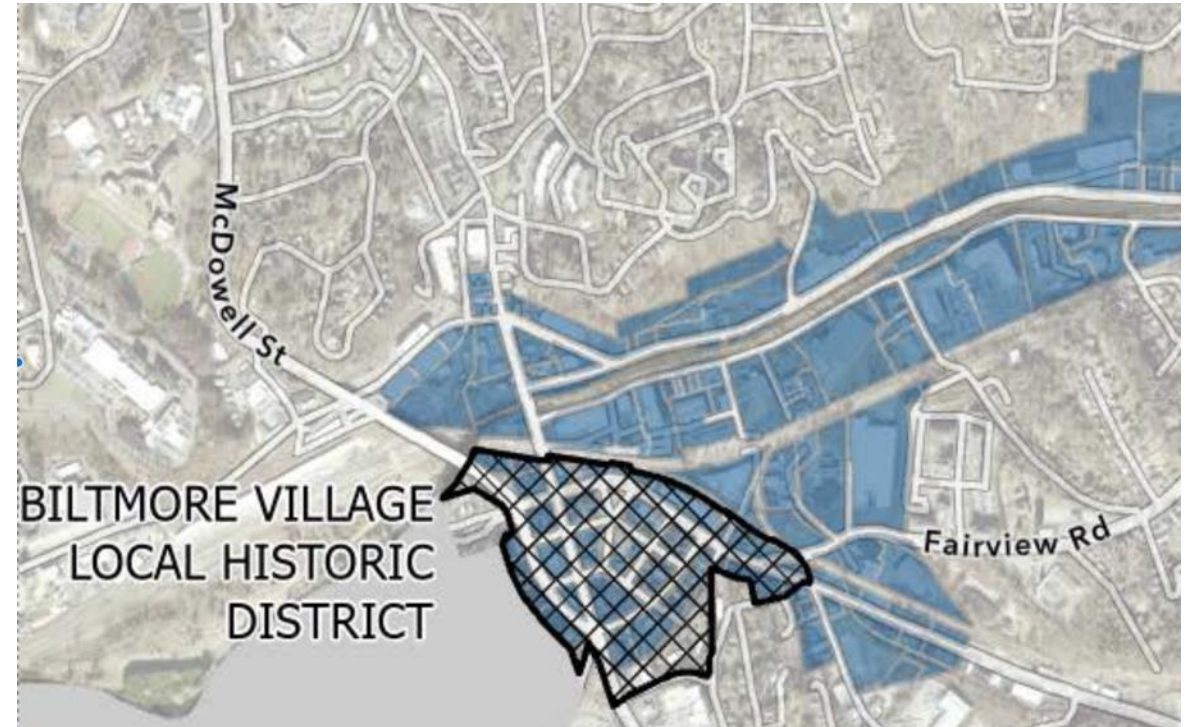 McDowell St
BILTMORE VILLAGE
LOCAL HISTORIC
DISTRICT
Fairview Rd